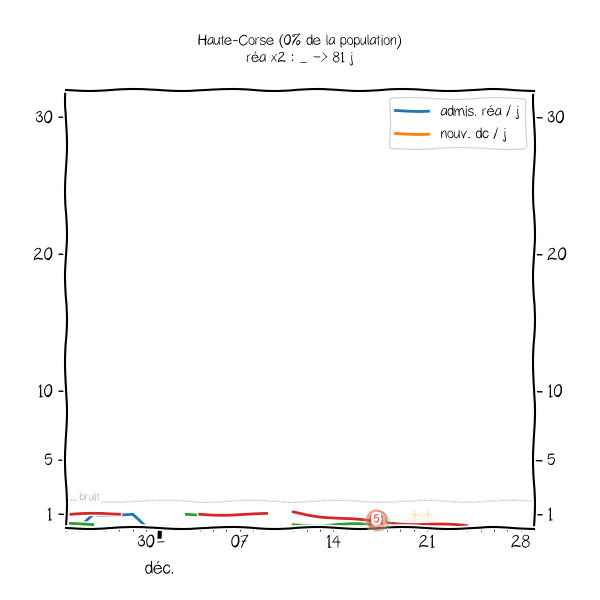 Haute-Corse (0% de la population)
réa x2 : _ -> 81 j
admis. réa / j
nouv. dc / j
30
30
20
20
10
10
5
5
bruit
1
1
5
30
07
14
21
28
déc.